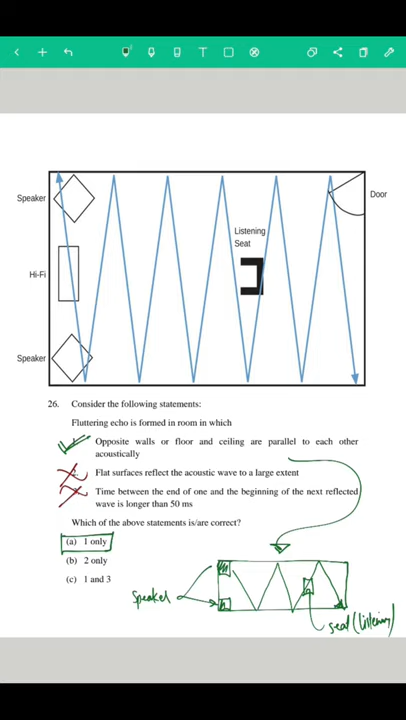 T
Speaker
Door
Listening
Seat
Hi-Fi
Speaker
26. Consider the following statements:
Fluttering echo is formed in room in which
Opposite walls or floor and ceiling are parallel to each other
acoustically
Flat surfaces reflect the acoustic wave to a large extent
Time between the end of one and the beginning of the next reflected
wave is longer than 50 ms
Which of the above statements is/are correct?
(a) 1 only
(b) 2 only
(c) 1 and 3
Speaker
seat (listening)